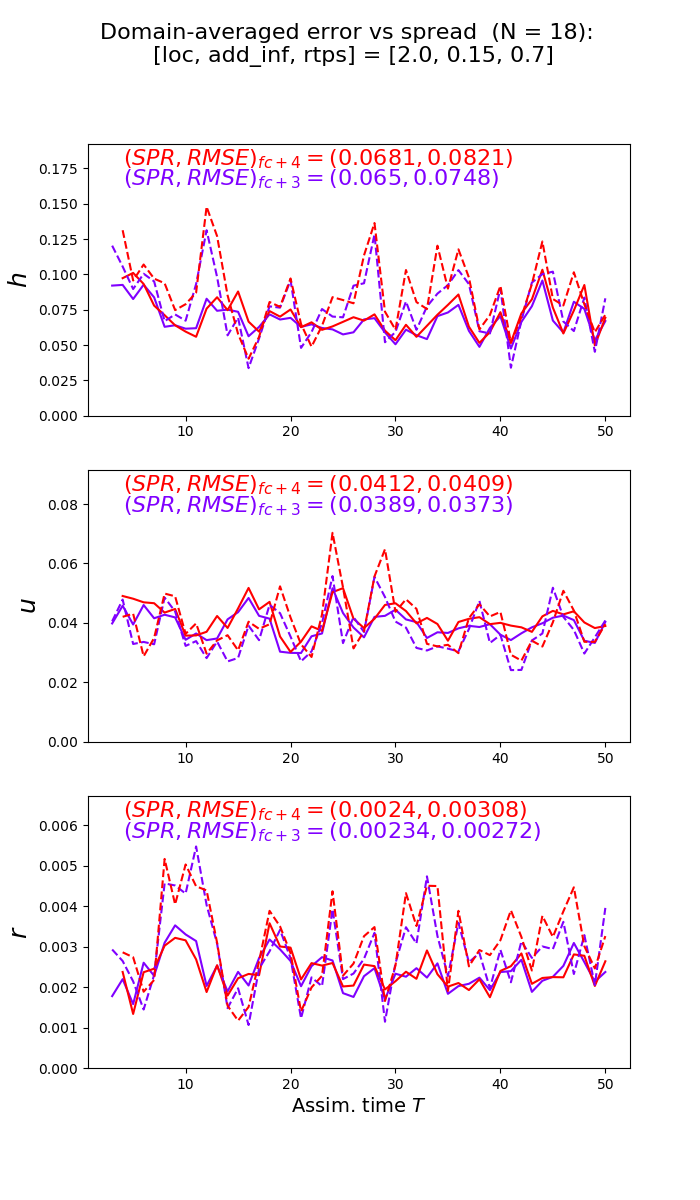 Domain-averaged error vs spread (N = 18):
[loc, add_inf, rtps] = [2.0, 0.15, 0.7]
(SPR, RMSE)fc+4 = (0.0681, 0.0821)
(SPR, RMSE)fc+3 = (0.065, 0.0748)
0.175
0.150
0.125
0.100
0.075
0.050
0.025
0.000
h
10 20 30 40 50
(SPR, RMSE)fc+4 = (0.0412, 0.0409)
(SPR, RMSE)fc+3 = (0.0389, 0.0373)
0.08
0.06
0.04
0.02
0.00
u
10 20 30 40 50
(SPR, RMSE)fc+4 = (0.0024, 0.00308)
(SPR, RMSE)fc+3 = (0.00234, 0.00272)
0.006
0.005
0.004
0.003
0.002
0.001
0.000
r
10 20 30 40 50
Assim. time T